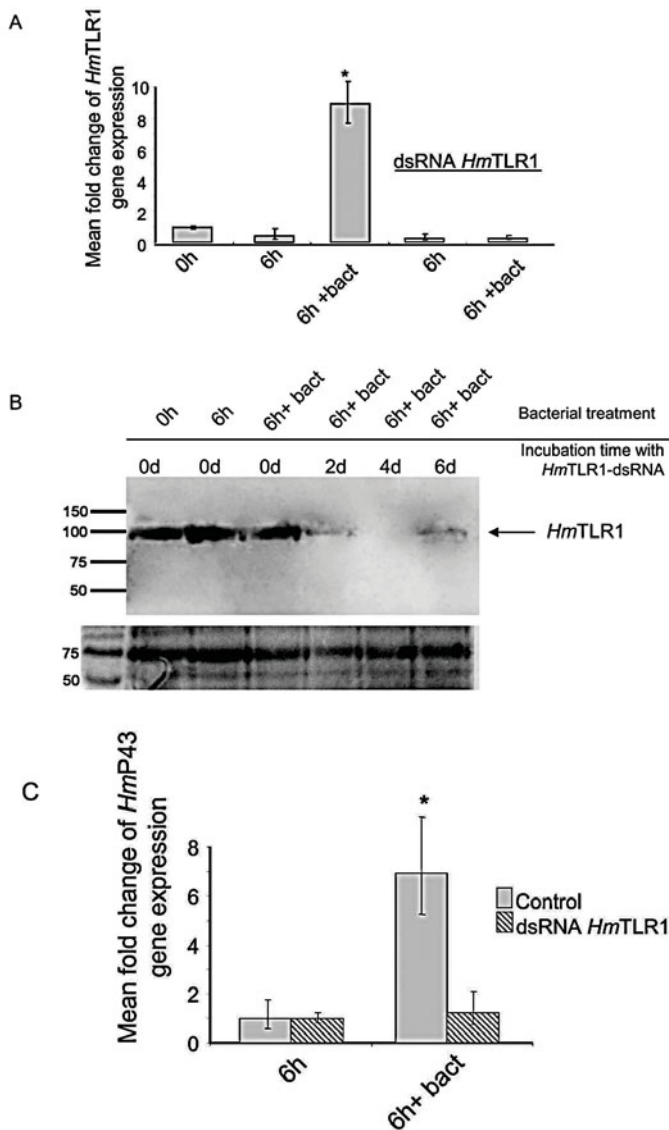 A
Mean fold change of HmTLR1
gene expression
10
8
6
4
2
0
*
dsRNA HmTLR1
0h
6h
6h +bact
6h
6h +bact
B
0h
6h
6h+ bact
6h+ bact
6h+ bact
6h+ bact
Bacterial treatment
0d
0d
0d
2d
4d
6d
Incubation time with
HmTLR1-dsRNA
150
100
75
50
HmTLR1
75
50
C
Mean fold change of HmP43
gene expression
8
6
4
2
0
*
Control
dsRNA HmTLR1
6h
6h+ bact